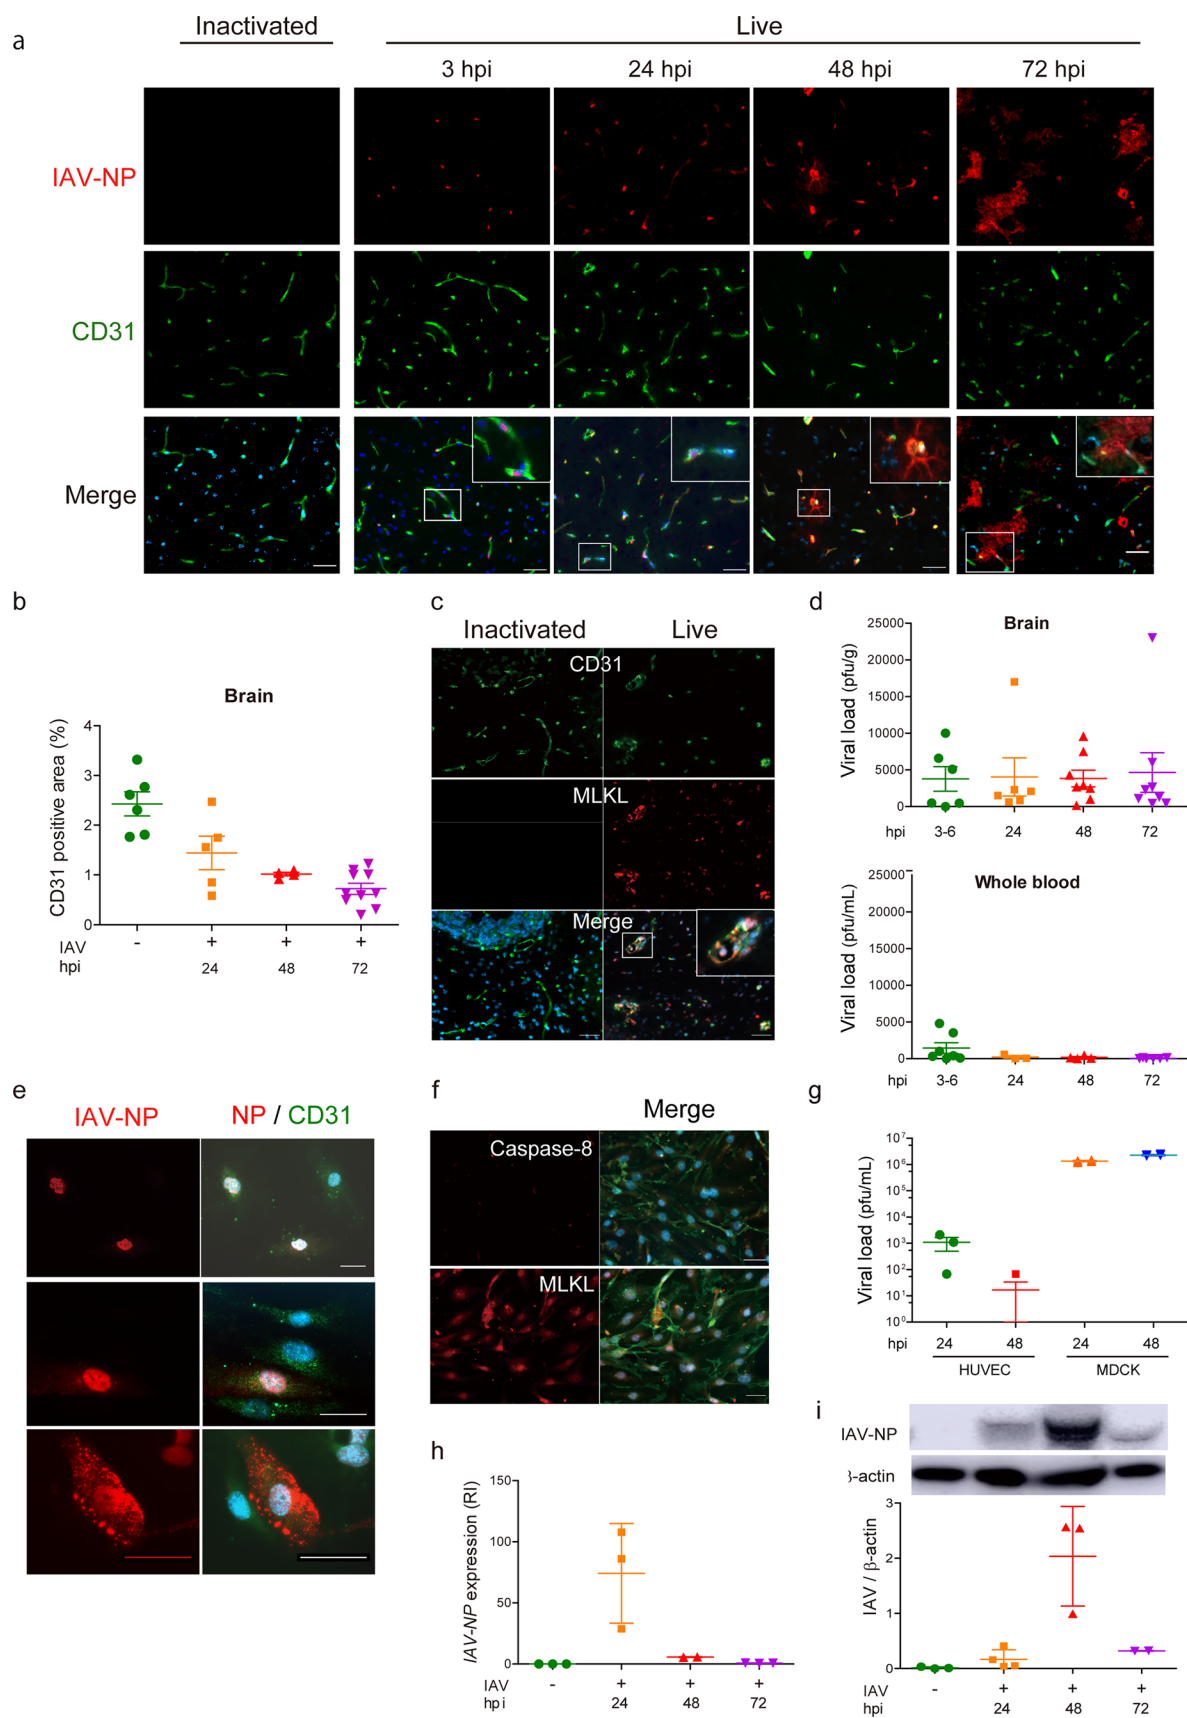 a
Inactivated
Live
3 hpi
24 hpi
48 hpi
72 hpi
IAV-NP
CD31
Merge
b
Brain
CD31 positive area (%)
4
3
2
1
0
IAV - + + +
hpi 24 48 72
c
Inactivated Live
CD31
MLKL
Merge
d
Brain
Viral load (pfu/g)
25000
20000
15000
10000
5000
0
hpi 3-6 24 48 72
Whole blood
Viral load (pfu/mL)
25000
20000
15000
10000
5000
0
hpi 3-6 24 48 72
e
IAV-NP NP / CD31
f
Merge
Caspase-8
MLKL
g
Viral load (pfu/mL)
10⁷
10⁶
10⁵
10⁴
10³
10²
10¹
10⁰
hpi 24 48 24 48
HUVEC MDCK
h
IAV-NP expression (RI)
150
100
50
0
IAV - + + +
hpi 24 48 72
i
IAV-NP
β-actin
IAV / β-actin
3
2
1
0
IAV - + + +
hpi 24 48 72